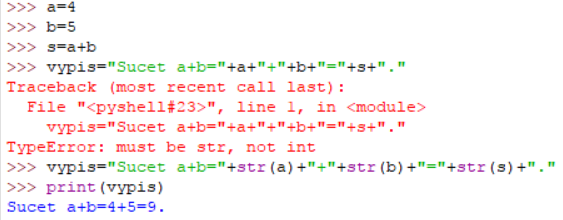 >>> a=4
>>> b=5
>>> s=a+b
>>> vypis="Sucet a+b="+a+"+"+b+"="+s+"."
Traceback (most recent call last):
  File "<pyshell#23>", line 1, in <module>
    vypis="Sucet a+b="+a+"+"+b+"="+s+"."
TypeError: must be str, not int
>>> vypis="Sucet a+b="+str(a)+"+"+str(b)+"="+str(s)+"."
>>> print(vypis)
Sucet a+b=4+5=9.